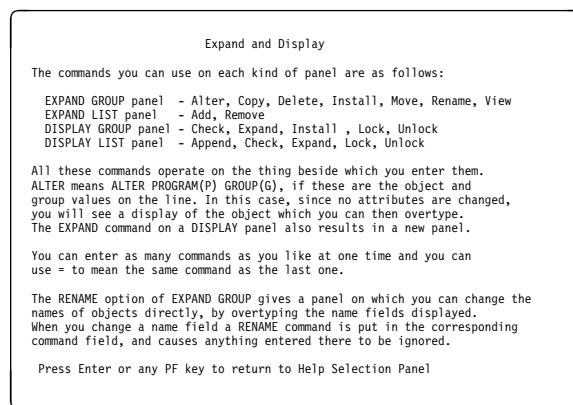 Expand and Display
The commands you can use on each kind of panel are as follows:
EXPAND GROUP panel - Alter, Copy, Delete, Install, Move, Rename, View
EXPAND LIST panel - Add, Remove
DISPLAY GROUP panel - Check, Expand, Install , Lock, Unlock
DISPLAY LIST panel - Append, Check, Expand, Lock, Unlock
All these commands operate on the thing beside which you enter them.
ALTER means ALTER PROGRAM(P) GROUP(G), if these are the object and
group values on the line. In this case, since no attributes are changed,
you will see a display of the object which you can then overtype.
The EXPAND command on a DISPLAY panel also results in a new panel.
You can enter as many commands as you like at one time and you can
use = to mean the same command as the last one.
The RENAME option of EXPAND GROUP gives a panel on which you can change the
names of objects directly, by overtyping the name fields displayed.
When you change a name field a RENAME command is put in the corresponding
command field, and causes anything entered there to be ignored.
Press Enter or any PF key to return to Help Selection Panel